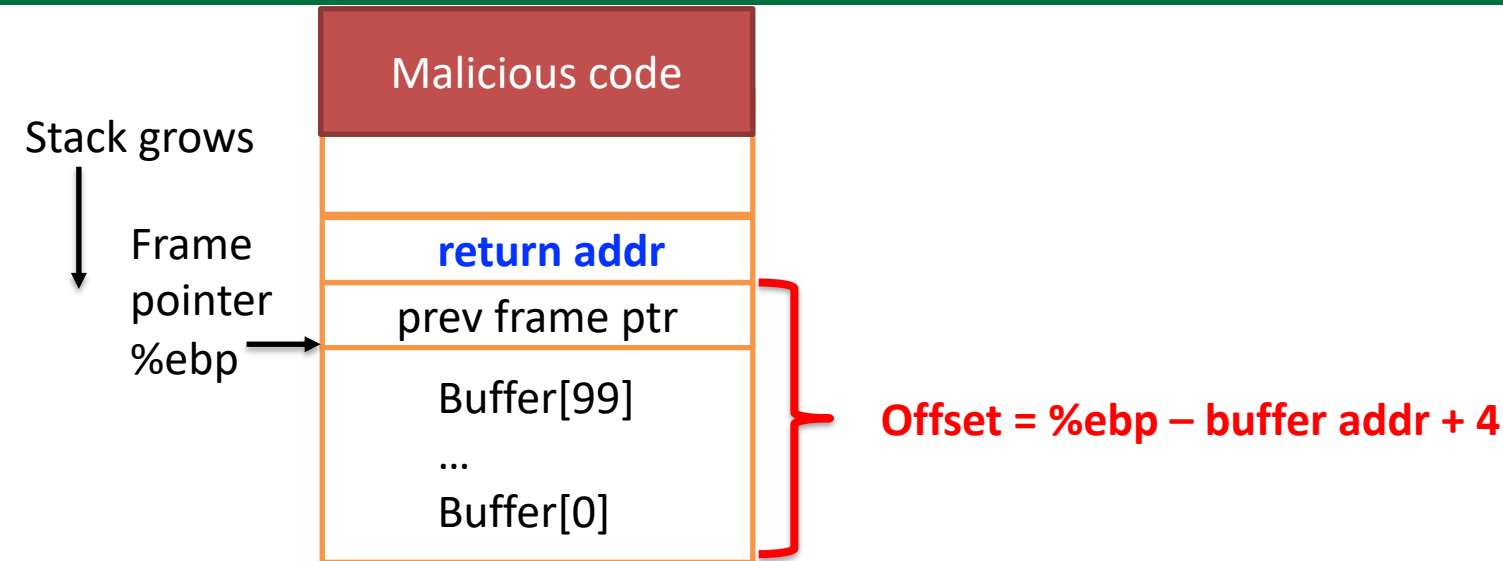 Malicious code
Stack grows
return addr
Frame
pointer
%ebp
prev frame ptr
Buffer[99]
...
Buffer[0]
Offset = %ebp – buffer addr + 4